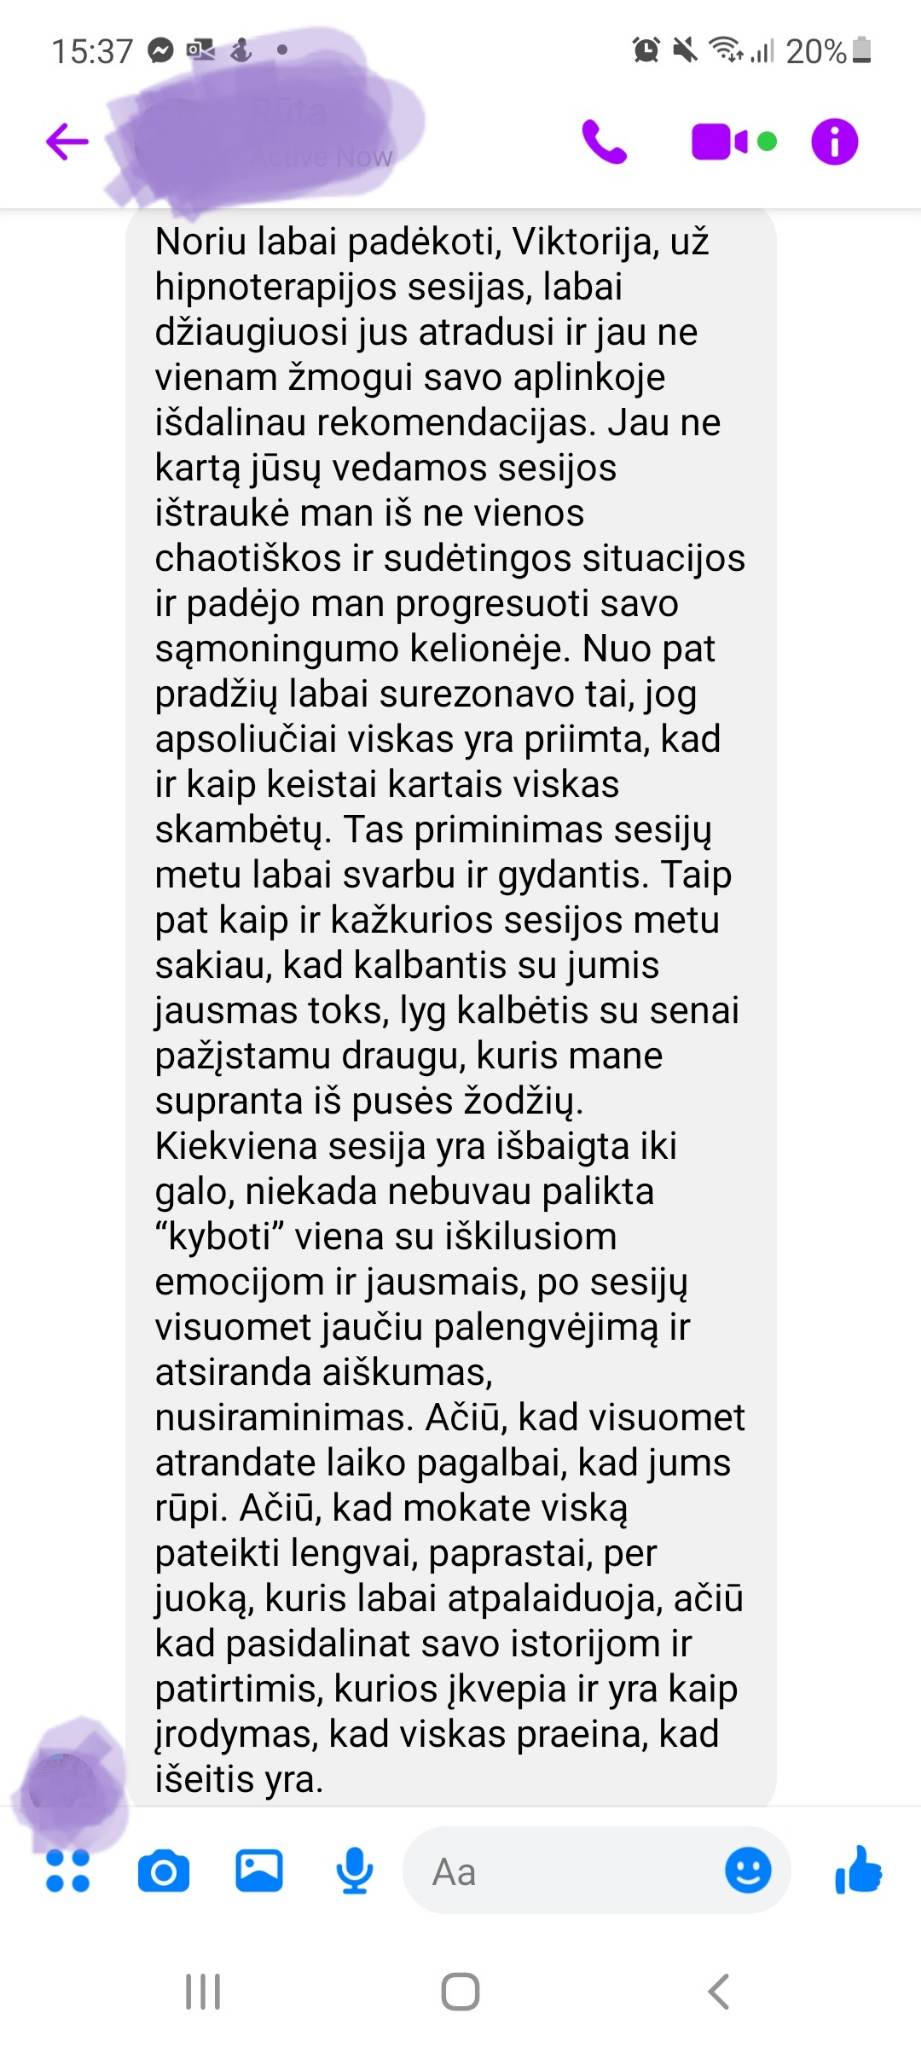 15:37
20%
Active Now
Noriu labai padėkoti, Viktorija, už
hipnoterapijos sesijas, labai
džiaugiuosi jus atradusi ir jau ne
vienam žmogui savo aplinkoje
išdalinau rekomendacijas. Jau ne
kartą jūsų vedamos sesijos
ištraukė man iš ne vienos
chaotiškos ir sudėtingos situacijos
ir padėjo man progresuoti savo
sąmoningumo kelionėje. Nuo pat
pradžių labai surezonavo tai, jog
apsoliučiai viskas yra priimta, kad
ir kaip keistai kartais viskas
skambėtų. Tas priminimas sesijų
metu labai svarbu ir gydantis. Taip
pat kaip ir kažkurios sesijos metu
sakiau, kad kalbantis su jumis
jausmas toks, lyg kalbėtis su senai
pažįstamu draugu, kuris mane
supranta iš pusės žodžių.
Kiekviena sesija yra išbaigta iki
galo, niekada nebuvau palikta
“kyboti” viena su iškilusiom
emocijom ir jausmais, po sesijų
visuomet jaučiu palengvėjimą ir
atsiranda aiškumas,
nusiraminimas. Ačiū, kad visuomet
atrandate laiko pagalbai, kad jums
rūpi. Ačiū, kad mokate viską
pateikti lengvai, paprastai, per
juoką, kuris labai atpalaiduoja, ačiū
kad pasidalinat savo istorijom ir
patirtimis, kurios įkvepia ir yra kaip
įrodymas, kad viskas praeina, kad
išeitis yra.
Aa